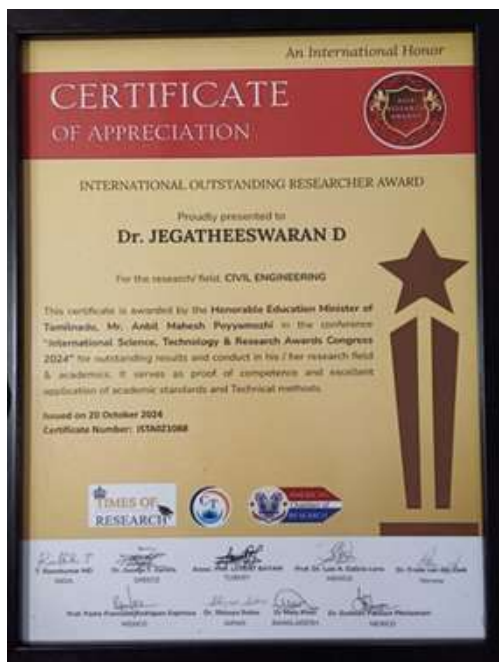 An International Honor
CERTIFICATE
OF APPRECIATION
INTERNATIONAL OUTSTANDING RESEARCHER AWARD
Proudly presented to
Dr. JEGATHEESWARAN D
For the research/ field, CIVIL ENGINEERING
This certificate is awarded by the Honorable Education Minister of
Tamilnadu, Mr. Anbil Mahesh Poyyamozhi in the conference
"International Science, Technology & Research Awards Congress
2024" for outstanding results and conduct in his / her research field
& academics. It serves as proof of competence and excellent
application of academic standards and Technical methods.
Issued on 20 October 2024
Certificate Number: ISTA021088
TIMES OF
RESEARCH
INDIA
GREECE
TURKEY
MEXICO
MEXICO
JAPAN
BANGLADESH
MEXICO